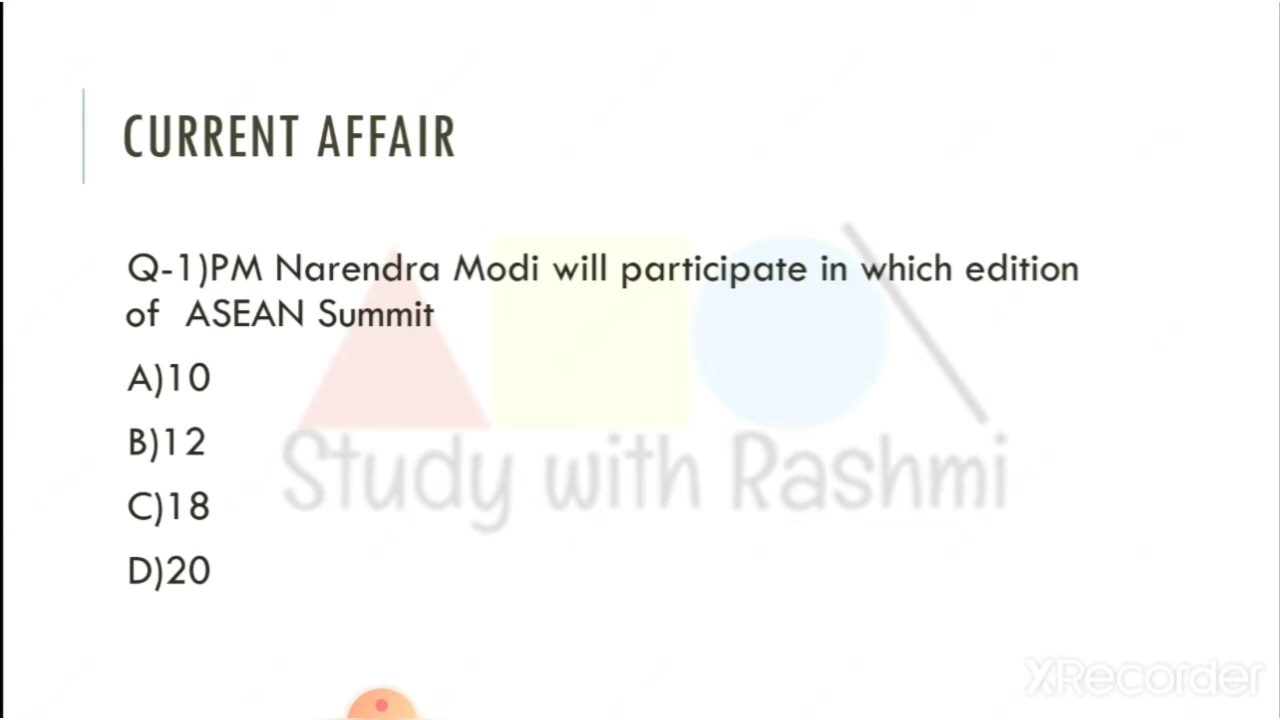 CURRENT AFFAIR
Q-1)PM Narendra Modi will participate in which edition
of ASEAN Summit
A)10
B)12
C)18
D)20
Study with Rashmi
XRecorder